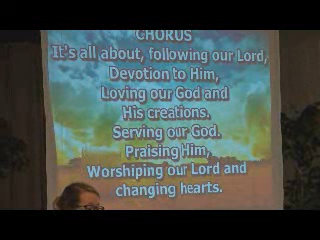 CHORUS
It's all about, following our Lord,
Devotion to Him,
Loving our God and
His creations.
Serving our God.
Praising Him,
Worshiping our Lord and
changing hearts.